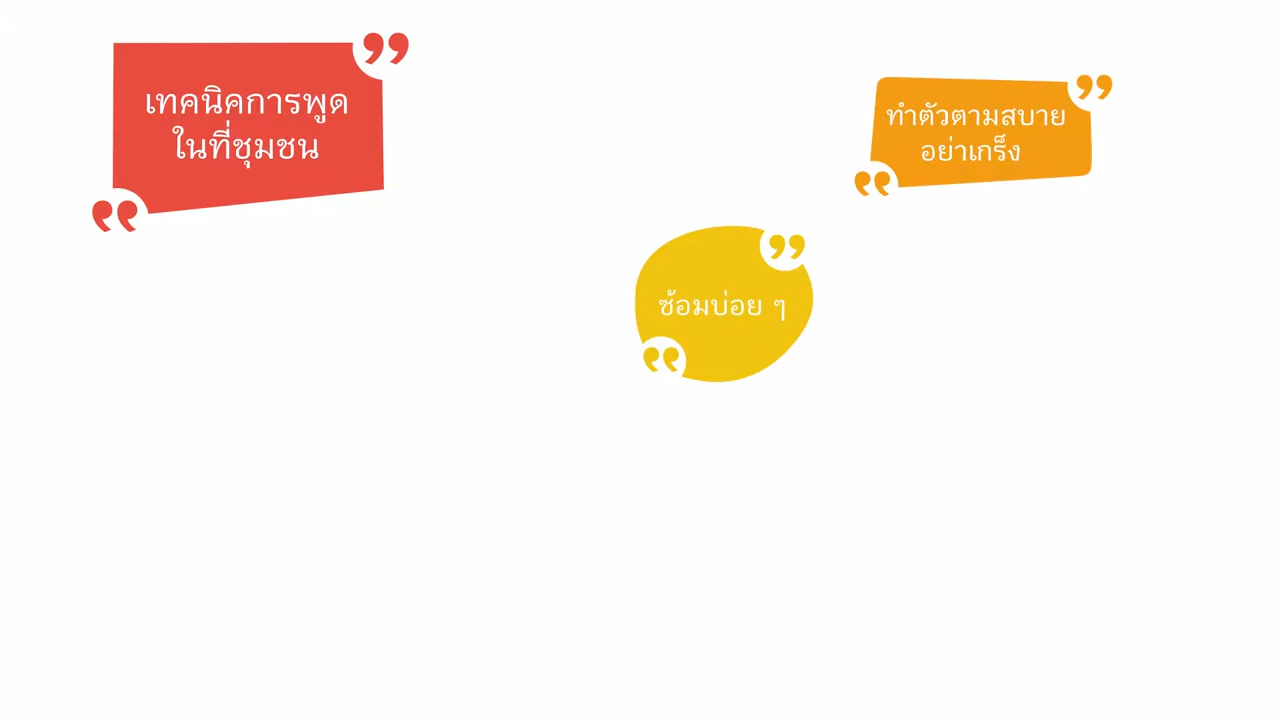 เทคนิคการพูด
ในที่ชุมชน
ทำตัวตามสบาย
อย่าเกร็ง
ซ้อมบ่อย ๆ